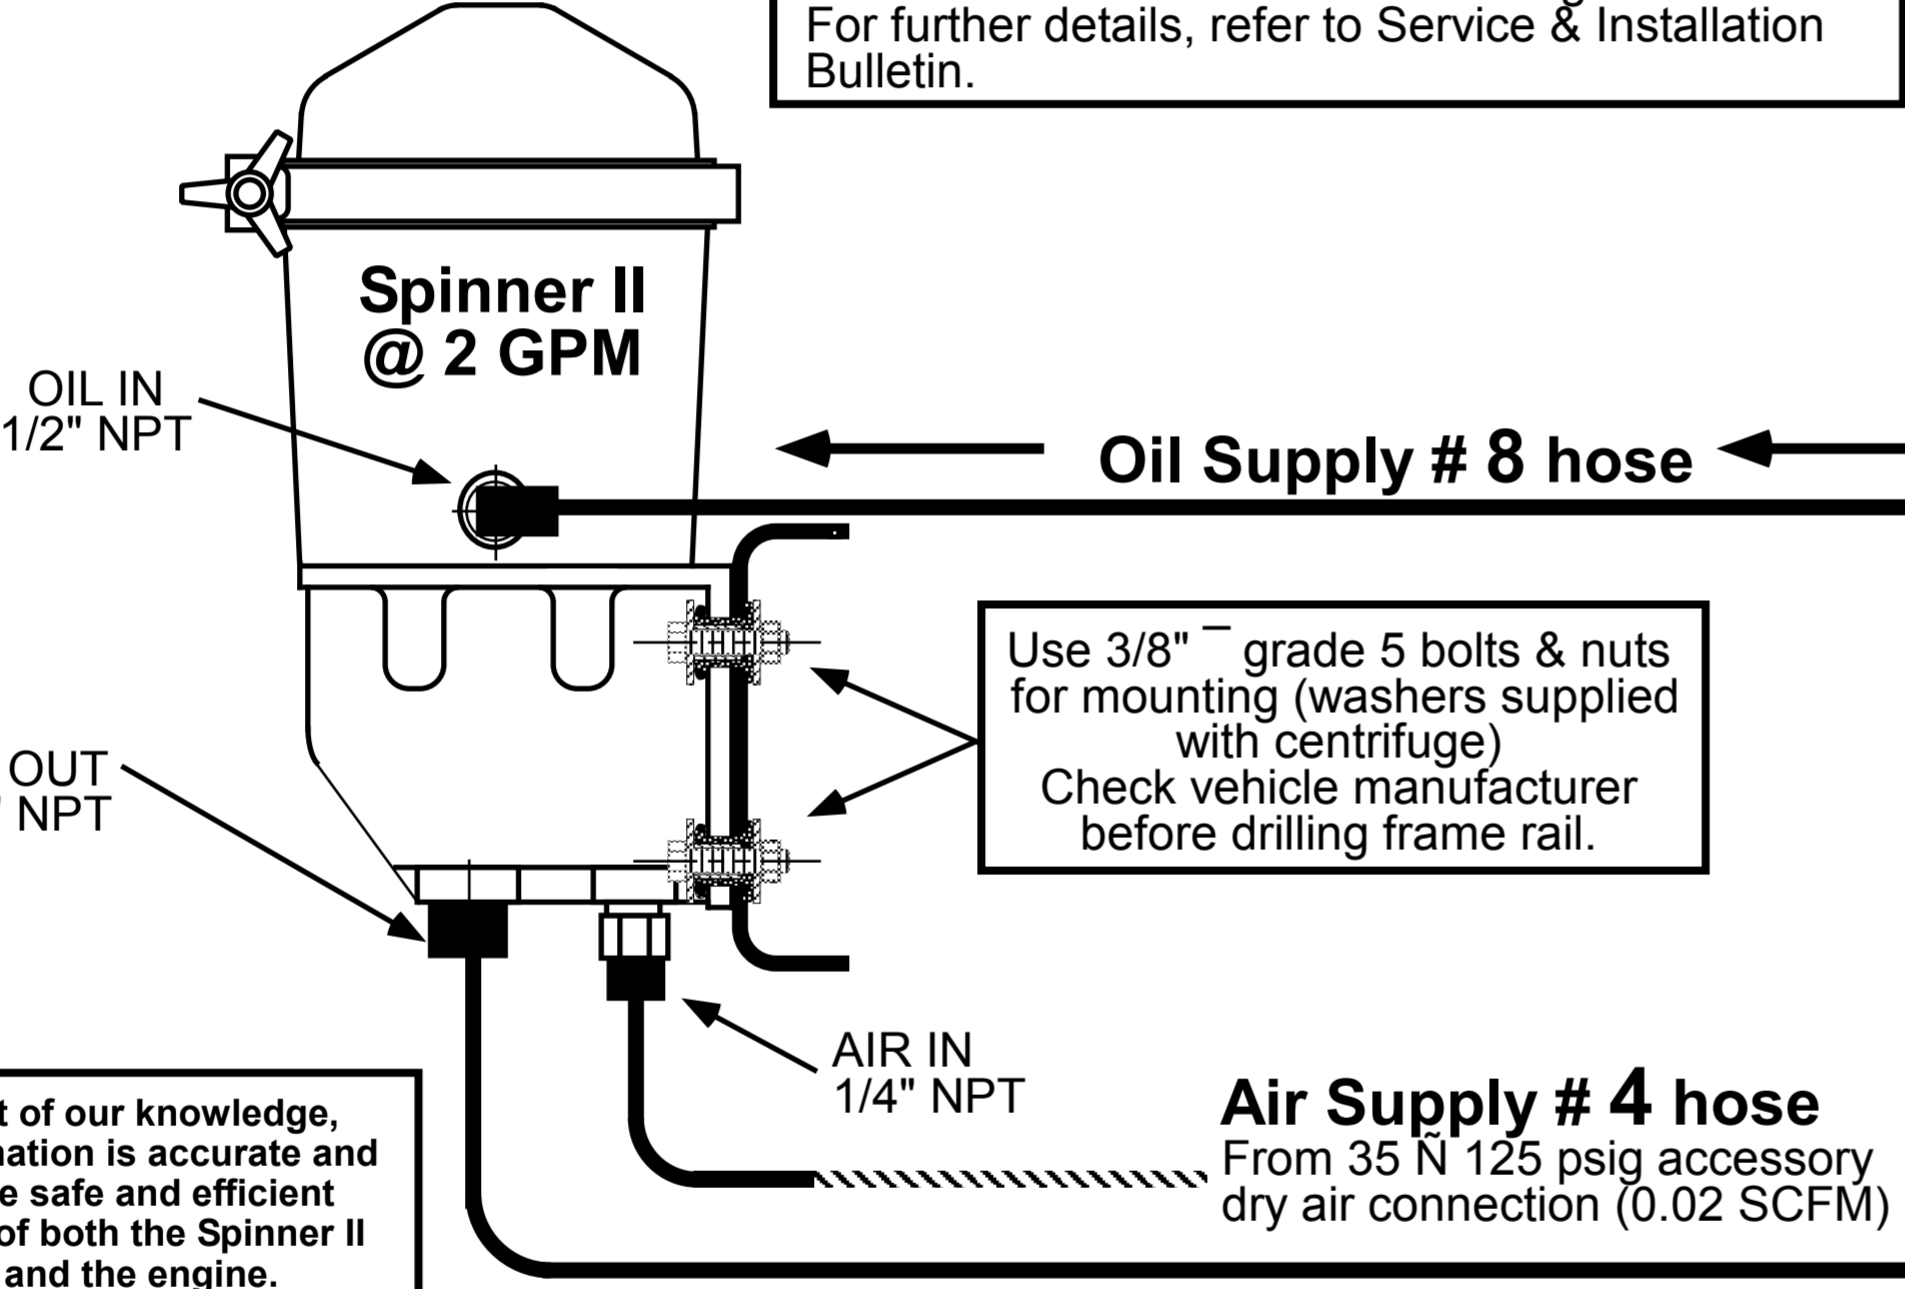 For further details, refer to Service & Installation
Bulletin.
Spinner II
@ 2 GPM
OIL IN
1/2" NPT
Oil Supply # 8 hose
Use 3/8" ¯ grade 5 bolts & nuts
for mounting (washers supplied
with centrifuge)
Check vehicle manufacturer
before drilling frame rail.
OUT
" NPT
AIR IN
1/4" NPT
Air Supply # 4 hose
From 35 Ñ 125 psig accessory
dry air connection (0.02 SCFM)
of our knowledge,
is accurate and
safe and efficient
of both the Spinner II
and the engine.